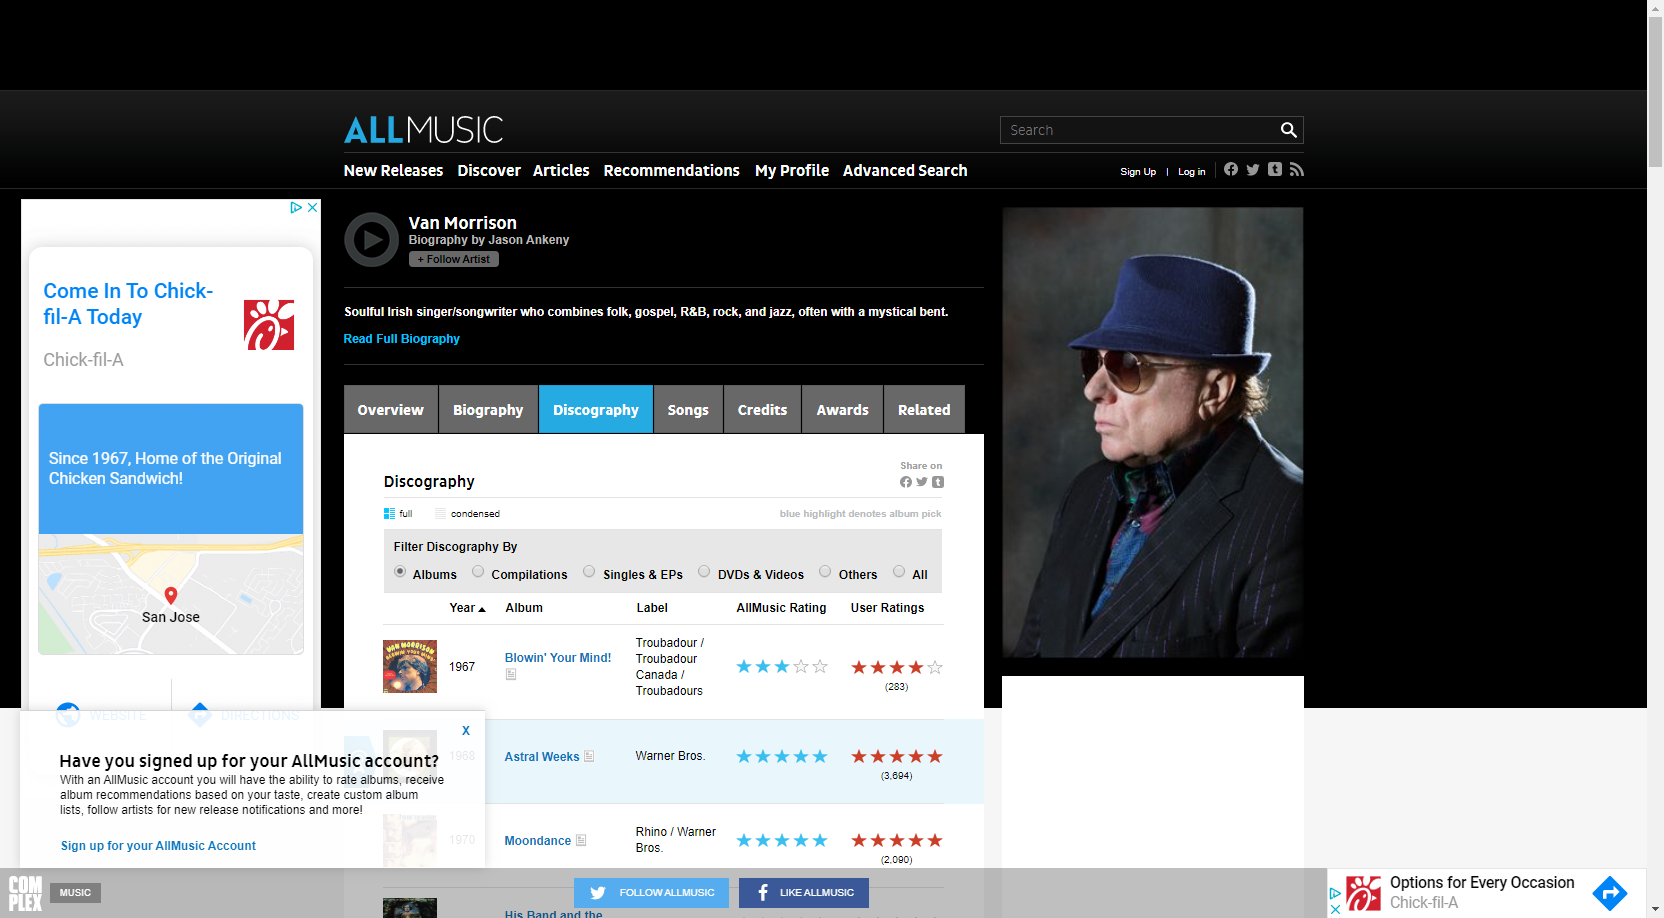 ALLMUSIC
Search
New Releases Discover Articles Recommendations My Profile Advanced Search
Sign Up | Log in
Van Morrison
Biography by Jason Ankeny
+ Follow Artist
Come In To Chick-
fil-A Today
Chick-fil-A
Since 1967, Home of the Original
Chicken Sandwich!
San Jose
WEBSITE DIRECTIONS
Soulful Irish singer/songwriter who combines folk, gospel, R&B, rock, and jazz, often with a mystical bent.
Read Full Biography
Overview Biography Discography Songs Credits Awards Related
Share on
Discography
full condensed blue highlight denotes album pick
Filter Discography By
Albums Compilations Singles & EPs DVDs & Videos Others All
Year Album Label AllMusic Rating User Ratings
VAN MORRISON
BLOWIN' YOUR MIND!
1967 Blowin' Your Mind!
Troubadour /
Troubadour
Canada /
Troubadours
(283)
1968 Astral Weeks Warner Bros.
(3,694)
1970 Moondance
Rhino / Warner
Bros.
(2,090)
His Band and the
X
Have you signed up for your AllMusic account?
With an AllMusic account you will have the ability to rate albums, receive
album recommendations based on your taste, create custom album
lists, follow artists for new release notifications and more!
Sign up for your AllMusic Account
COM
PLEX
MUSIC
FOLLOW ALLMUSIC
LIKE ALLMUSIC
Options for Every Occasion
Chick-fil-A